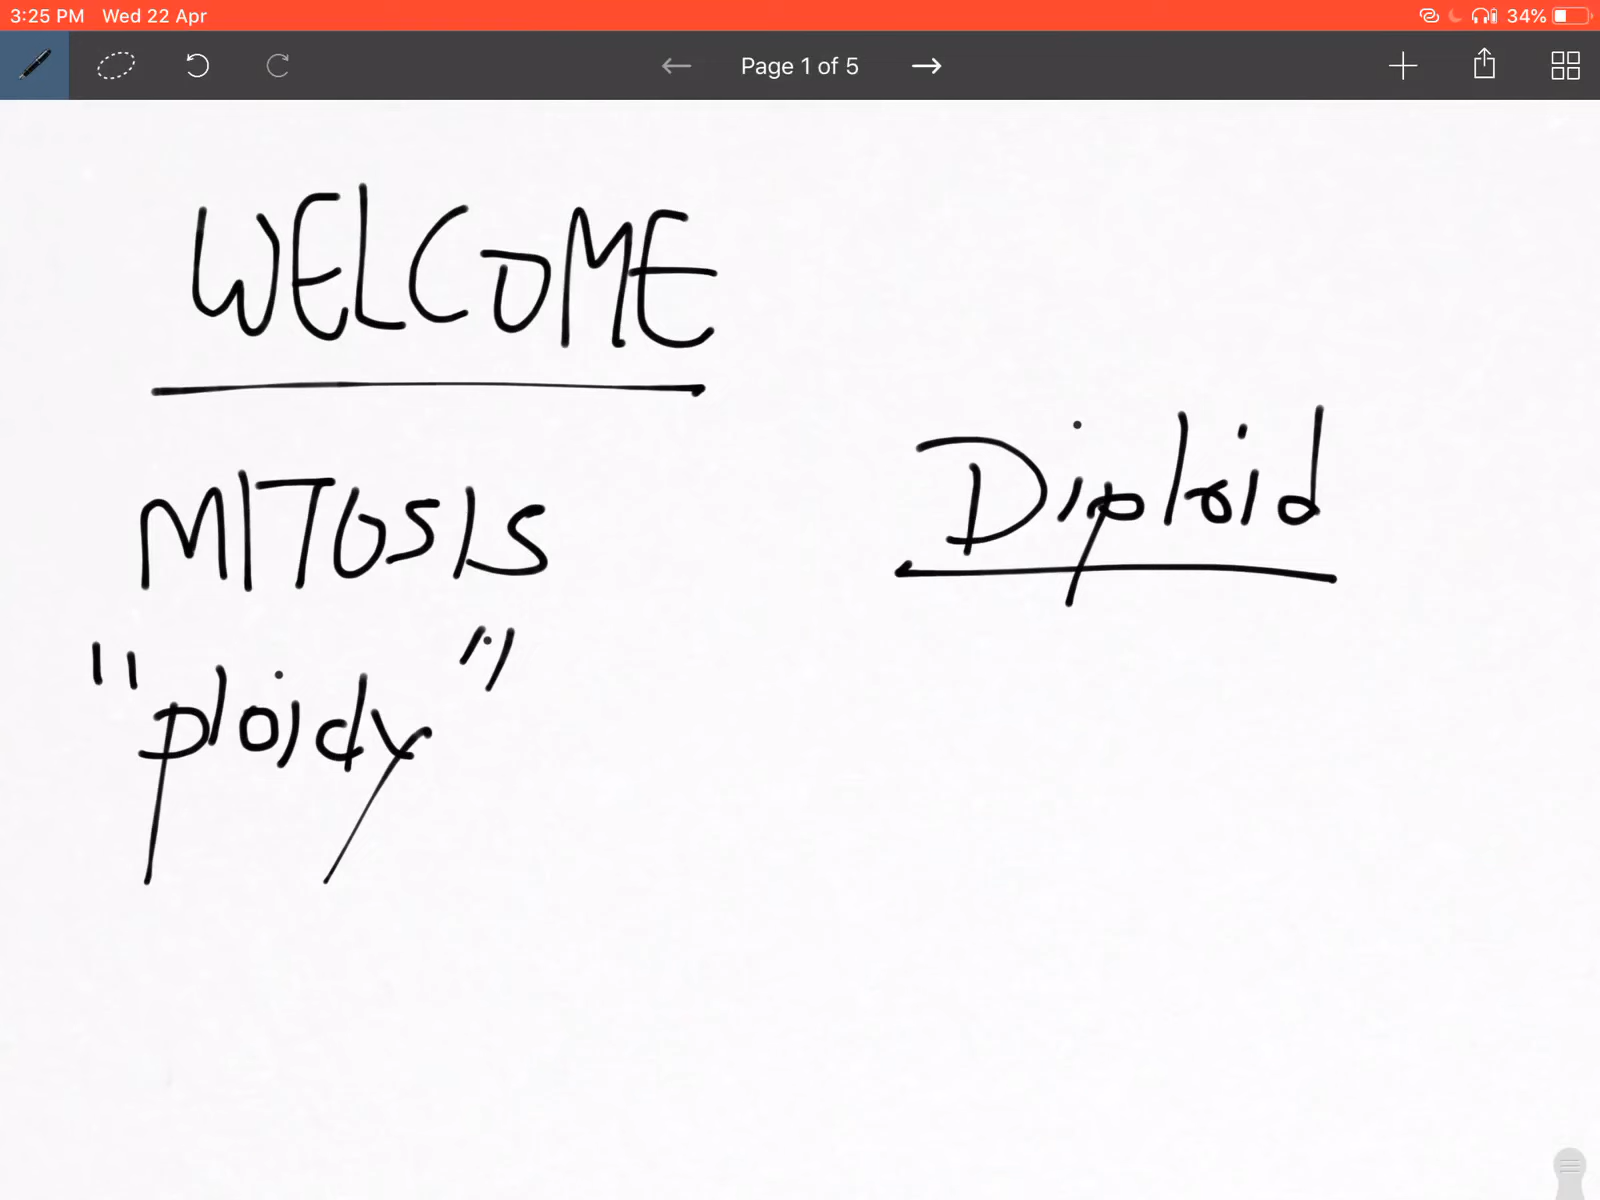 3:25 PM Wed 22 Apr
34%
Page 1 of 5
WELCOME
MITOSIS
"ploidy"
Diploid